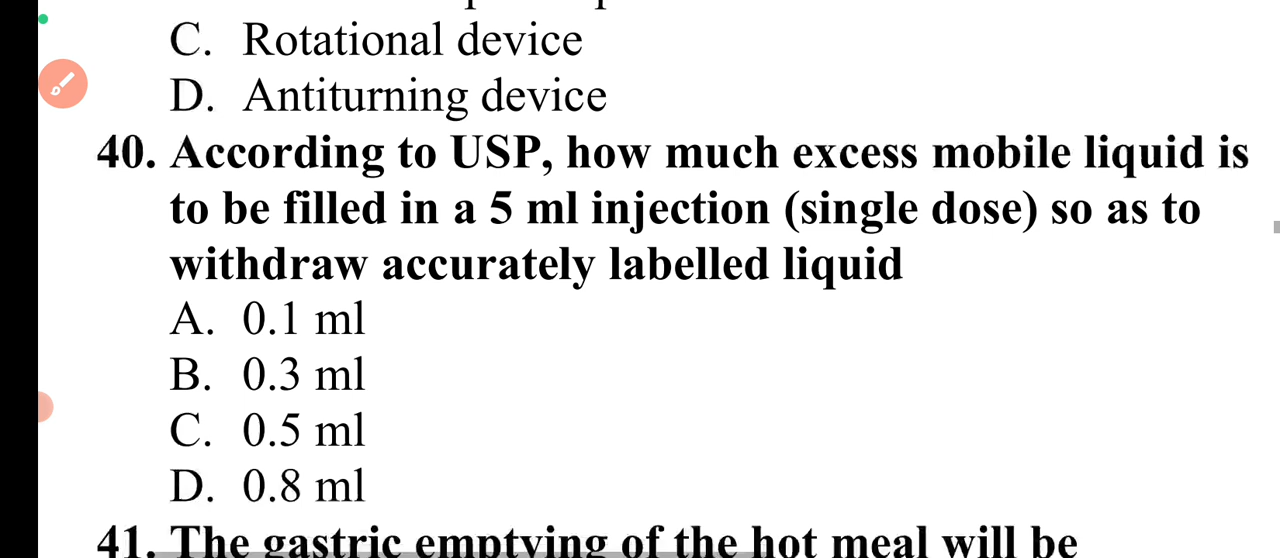 C. Rotational device
D. Antiturning device
40. According to USP, how much excess mobile liquid is
to be filled in a 5 ml injection (single dose) so as to
withdraw accurately labelled liquid
A. 0.1 ml
B. 0.3 ml
C. 0.5 ml
D. 0.8 ml
41. The gastric emptying of the hot meal will be